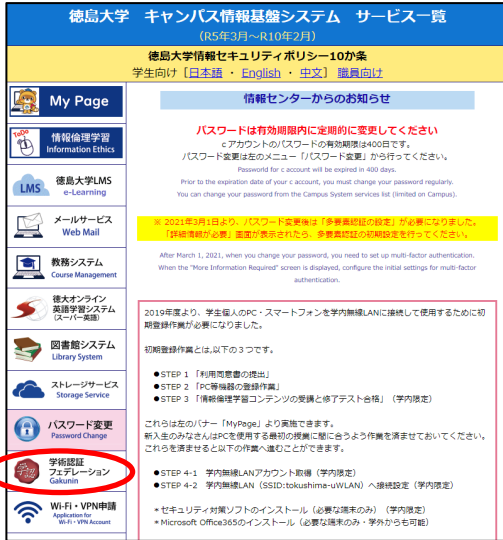 徳島大学　キャンパス情報基盤システム　サービス一覧
(R5年3月～R10年2月)
徳島大学情報セキュリティポリシー10か条
学生向け [日本語 ・ English ・ 中文] 職員向け
My Page
ToDo
情報倫理学習
Information Ethics
LMS
徳島大学LMS
e-Learning
メールサービス
Web Mail
教務システム
Course Management
徳大オンライン
英語学習システム
(スーパー英語)
図書館システム
Library System
ストレージサービス
Storage Service
パスワード変更
Password Change
学術認証
フェデレーション
Gakunin
Wi-Fi・VPN申請
Application for
Wi-Fi・VPN Account
情報センターからのお知らせ
パスワードは有効期限内に定期的に変更してください
cアカウントのパスワードの有効期限は400日です。
パスワード変更は左のメニュー「パスワード変更」から行ってください。
Password for c account will be expired in 400 days.
Prior to the expiration date of your c account, you must change your password regularly.
You can change your password from the Campus System services list (limited on Campus).
※ 2021年3月1日より、パスワード変更後は「多要素認証の設定」が必要になりました。
「詳細情報が必要」画面が表示されたら、多要素認証の初期設定を行ってください。
After March 1, 2021, when you change your password, you need to set up multi-factor authentication.
When the "More Information Required" screen is displayed, configure the initial settings for multi-factor
authentication.
2019年度より、学生個人のPC・スマートフォンを学内無線LANに接続して使用するために初
期登録作業が必要になりました。
初期登録作業とは,以下の３つです。
●STEP 1 「利用同意書の提出」
●STEP 2 「PC等機器の登録作業」
●STEP 3 「情報倫理学習コンテンツの受講と修了テスト合格」（学内限定）
これらは左のバナー「MyPage」より実施できます。
新入生のみなさんはPCを使用する最初の授業に間に合うよう作業を済ませておいてください。
これらを済ませると以下の作業へ進むことができます。
●STEP 4-1 学内無線LANアカウント取得（学内限定）
●STEP 4-2 学内無線LAN（SSID:tokushima-uWLAN）へ接続設定（学内限定）
＊セキュリティ対策ソフトのインストール（必要な端末のみ）（学内限定）
＊Microsoft Office365のインストール（必要な端末のみ・学外からも可能）